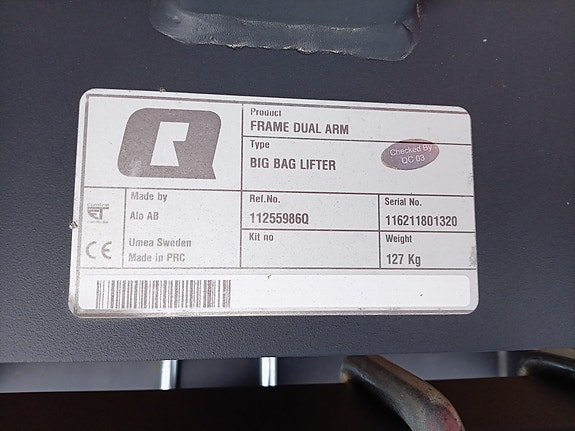 Product
FRAME DUAL ARM
Type
BIG BAG LIFTER
Checked By
QC 03
Made by
Alo AB
Umea Sweden
Made in PRC
CE
Ref.No.
11255986Q
Serial No.
116211801320
Kit no
Weight
127 Kg